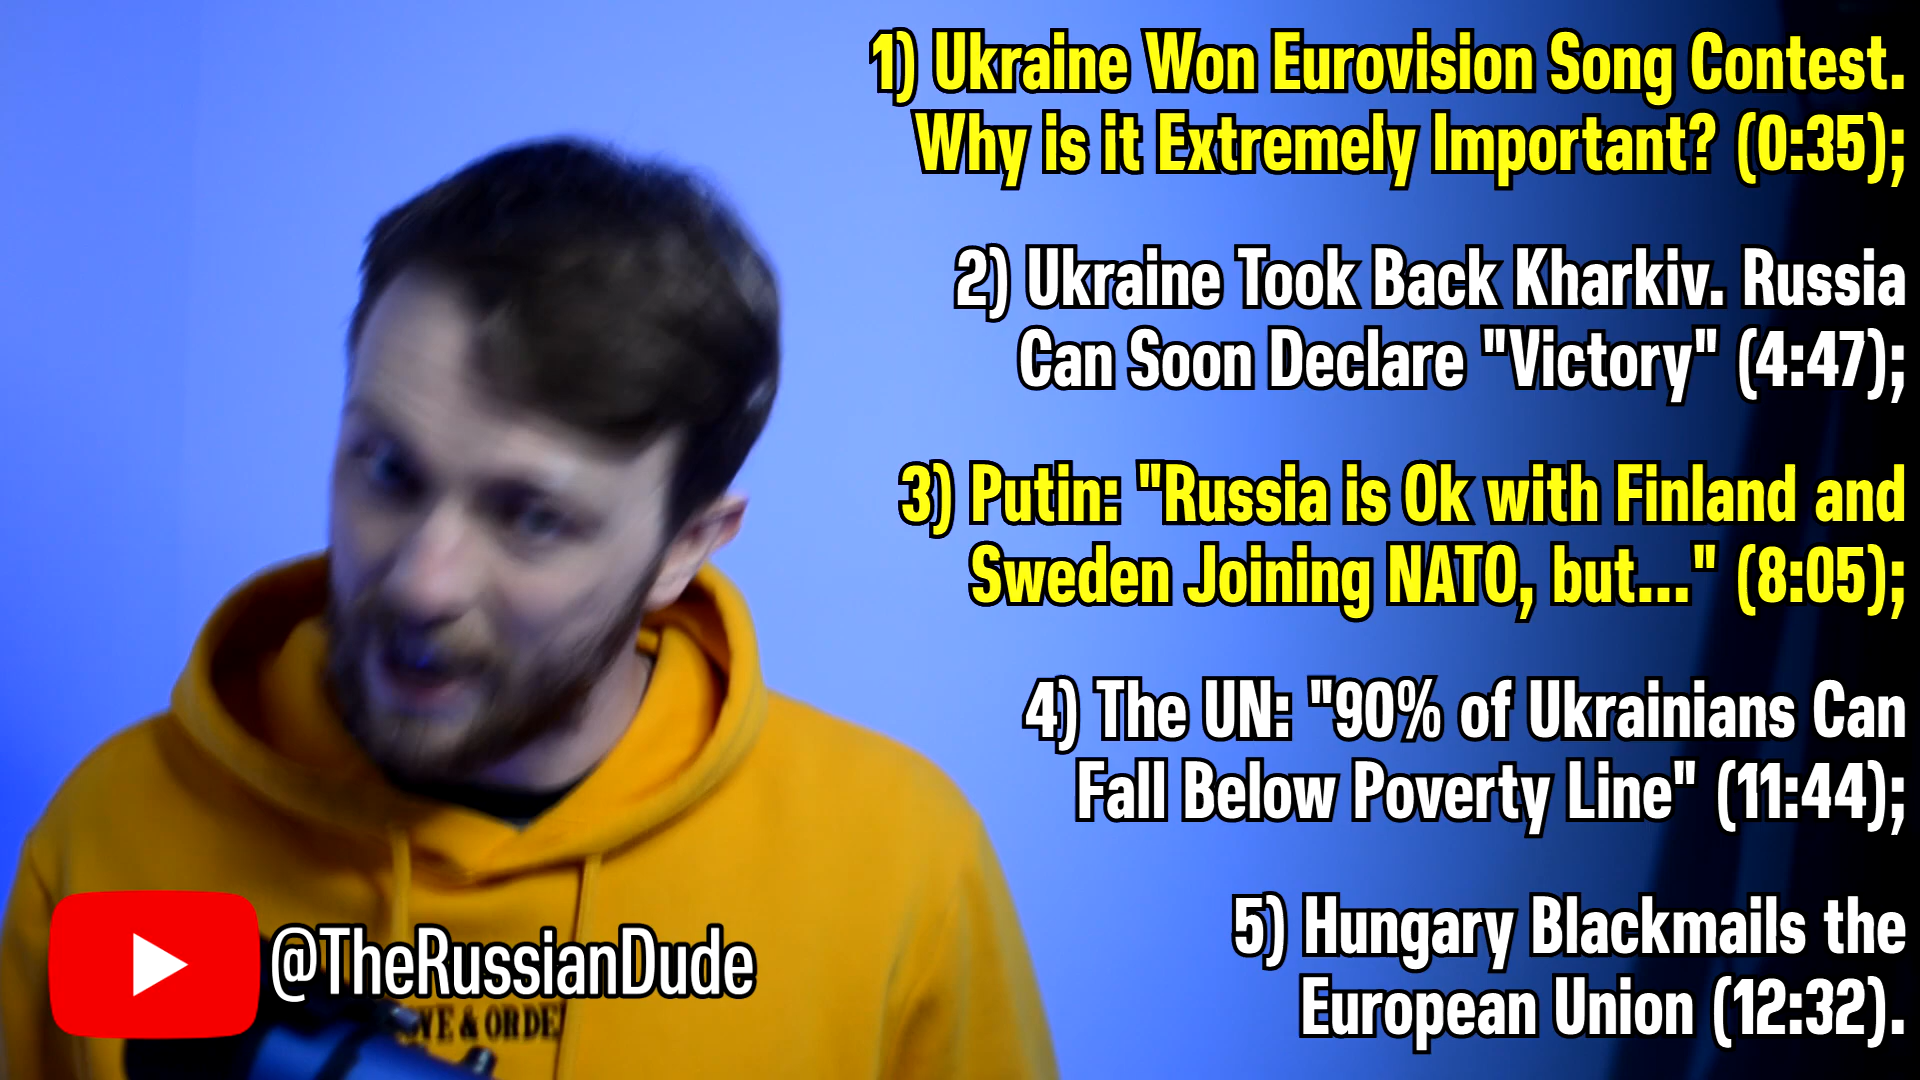 1) Ukraine Won Eurovision Song Contest.
Why is it Extremely Important? (0:35);
2) Ukraine Took Back Kharkiv. Russia
Can Soon Declare "Victory" (4:47);
3) Putin: "Russia is Ok with Finland and
Sweden Joining NATO, but..." (8:05);
4) The UN: "90% of Ukrainians Can
Fall Below Poverty Line" (11:44);
5) Hungary Blackmails the
European Union (12:32).
@TheRussianDude
& ORDE